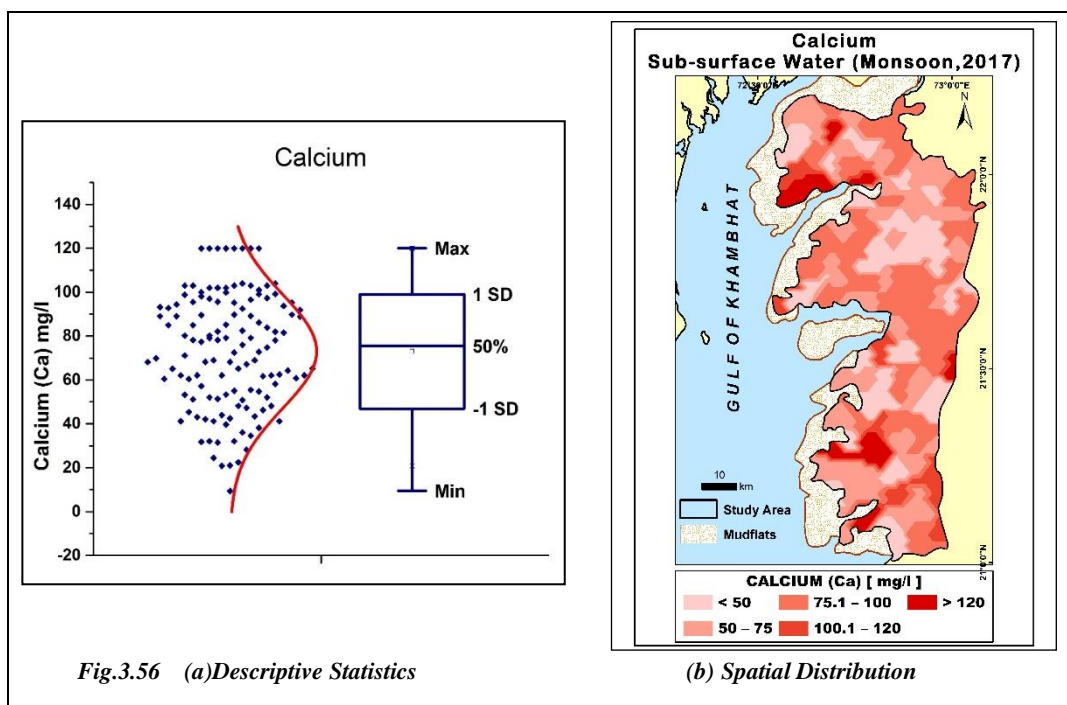 Calcium
Calcium (Ca) mg/l
140
120
100
80
60
40
20
0
-20
Max
1 SD
50%
-1 SD
Min
Calcium
Sub-surface Water (Monsoon,2017)
72°30'0"E
73°0'0"E
N
22°0'0"N
21°30'0"N
21°0'0"N
GULF OF KHAMBHAT
10
km
Study Area
Mudflats
CALCIUM (Ca) [ mg/l ]
< 50
75.1 – 100
> 120
50 – 75
100.1 – 120
Fig.3.56 (a)Descriptive Statistics
(b) Spatial Distribution